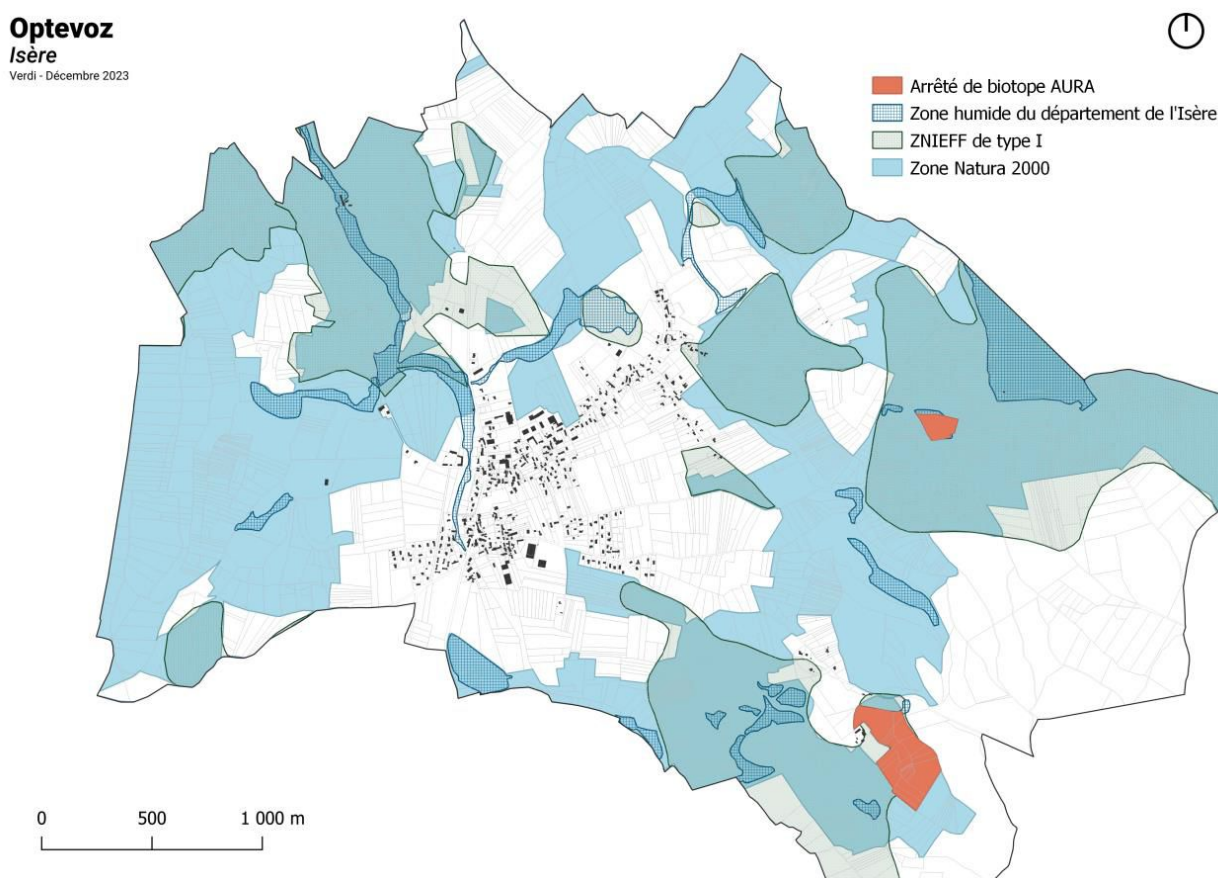 Optevoz
Isère
Verdi - Décembre 2023
Arrêté de biotope AURA
Zone humide du département de l'Isère
ZNIEFF de type I
Zone Natura 2000
0 500 1 000 m